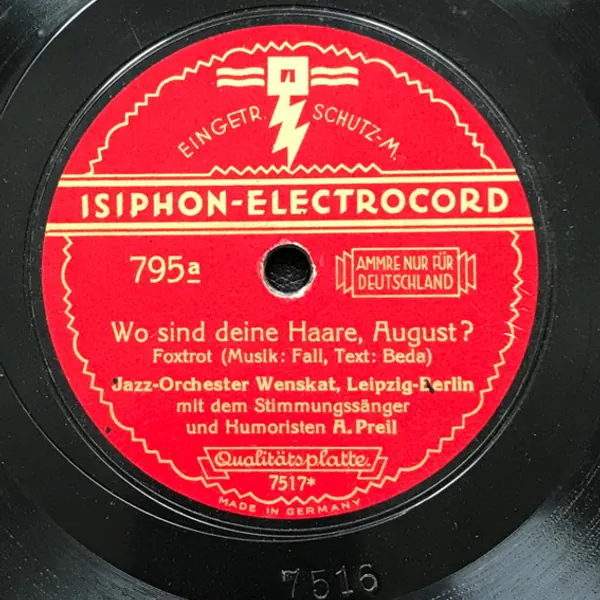 EINGETR. SCHUTZ-M.
ISIPHON-ELECTROCORD
795a
AMMRE NUR FÜR
DEUTSCHLAND
Wo sind deine Haare, August?
Foxtrot (Musik: Fall, Text: Beda)
Jazz-Orchester Wenskat, Leipzig-Berlin
mit dem Stimmungssänger
und Humoristen A. Preil
Qualitätsplatte
7517*
MADE IN GERMANY
7516